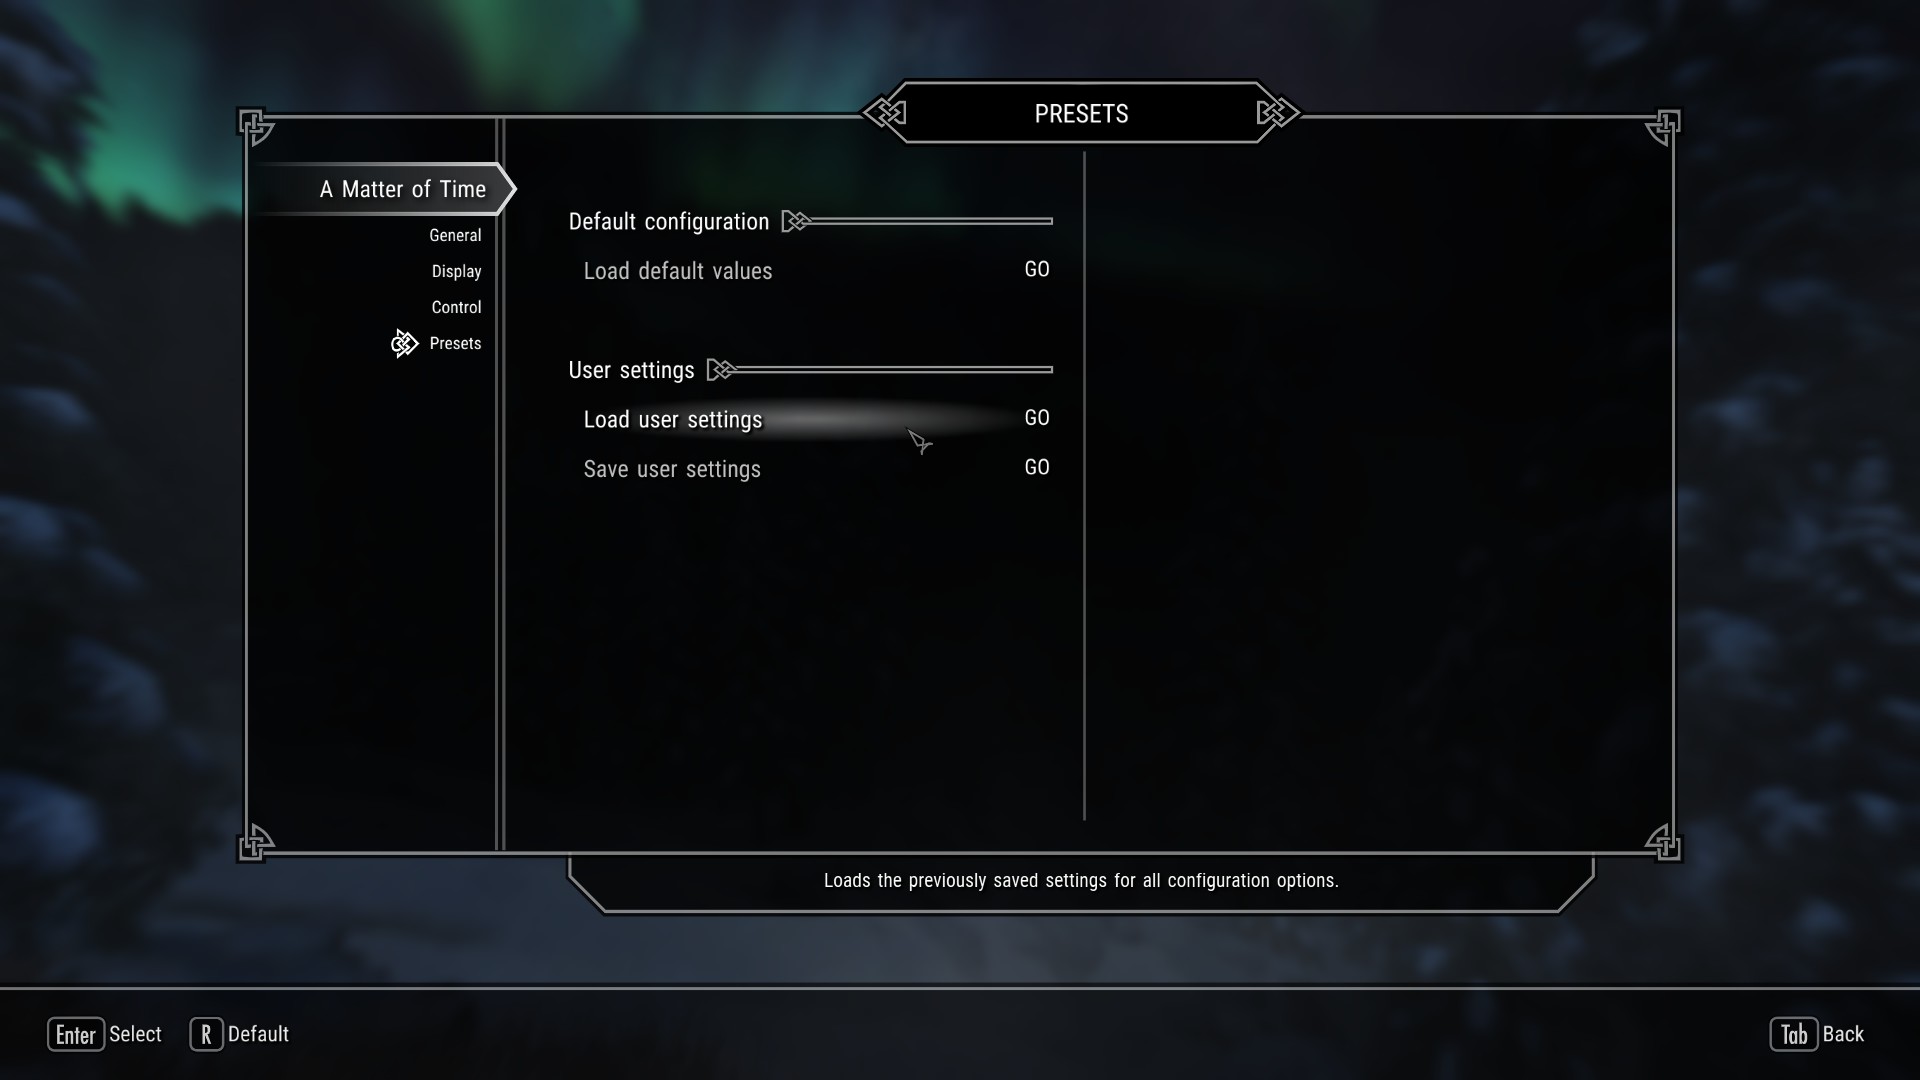 PRESETS
A Matter of Time
General
Display
Control
Presets
Default configuration
Load default values GO
User settings
Load user settings GO
Save user settings GO
Loads the previously saved settings for all configuration options.
Enter Select R Default Tab Back